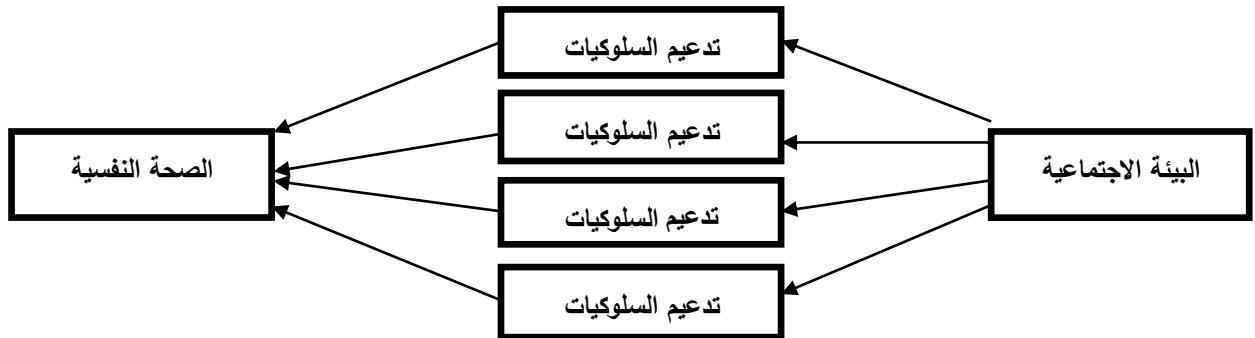 البيئة الاجتماعية
تدعيم السلوكيات
تدعيم السلوكيات
تدعيم السلوكيات
تدعيم السلوكيات
الصحة النفسية